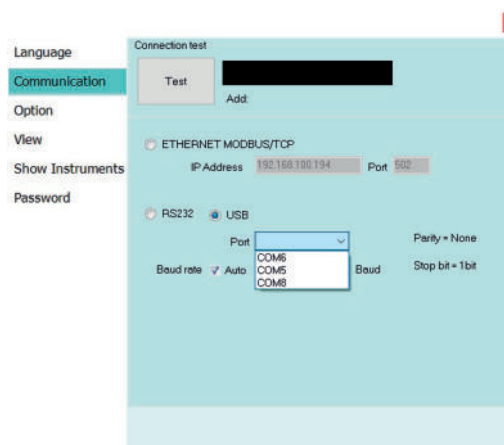 Language
Communication
Option
View
Show Instruments
Password
Connection test
Test
Add:
ETHERNET MODBUS/TCP
IP Address 192.168.100.194 Port 502
RS232 USB
Port
Parity = None
COM6
COM5
COM8
Baud rate Auto Baud
Stop bit = 1bit